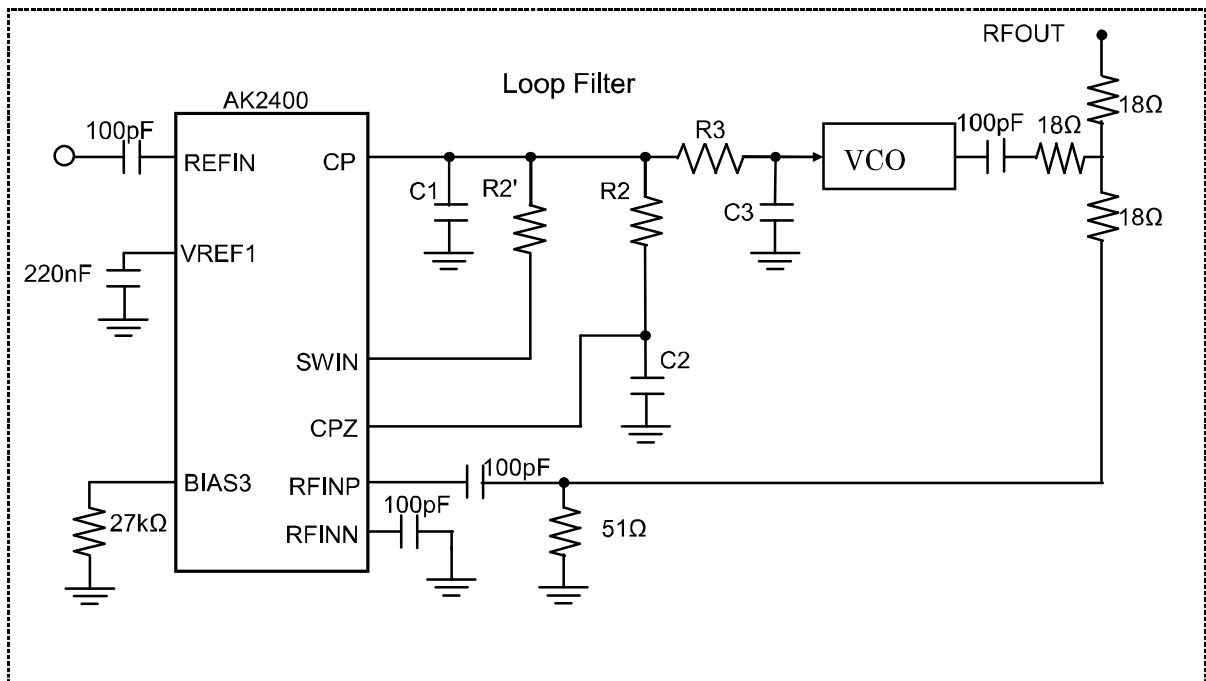 RFOUT
Loop Filter
AK2400
18Ω
100pF
R3
100pF
18Ω
REFIN
CP
VCO
C1
R2'
R2
C3
18Ω
VREF1
220nF
SWIN
C2
CPZ
100pF
BIAS3
RFINP
27kΩ
100pF
RFINN
51Ω